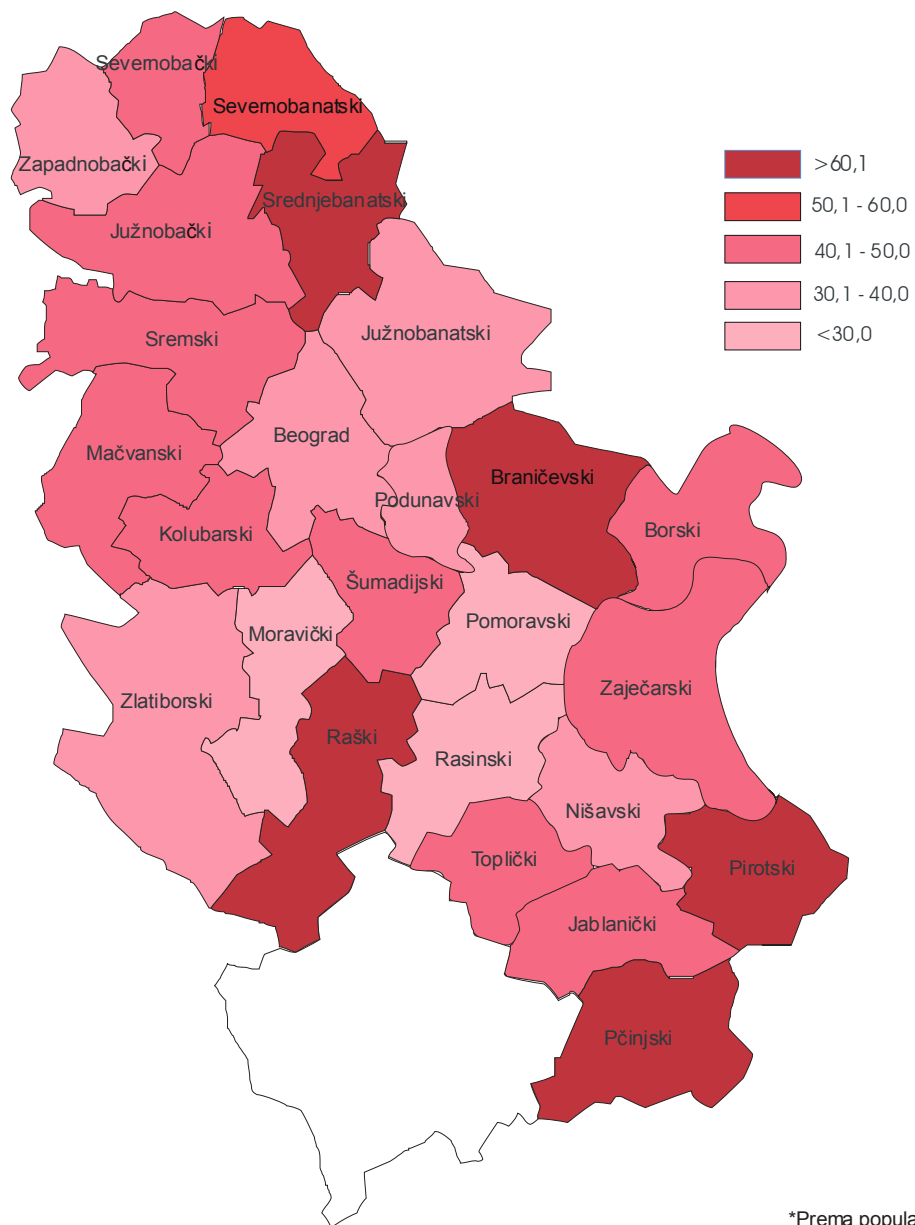 Severnobački
Severnobanatski
Zapadnobački
Srednjebanatski
Južnobački
Južnobanatski
Sremski
Beograd
Mačvanski
Podunavski
Braničevski
Kolubarski
Borski
Šumadijski
Moravički
Pomoravski
Zlatiborski
Zaječarski
Raški
Rasinski
Nišavski
Toplički
Pirotski
Jablanički
Pčinjski
>60,1
50,1 - 60,0
40,1 - 50,0
30,1 - 40,0
<30,0
*Prema popula